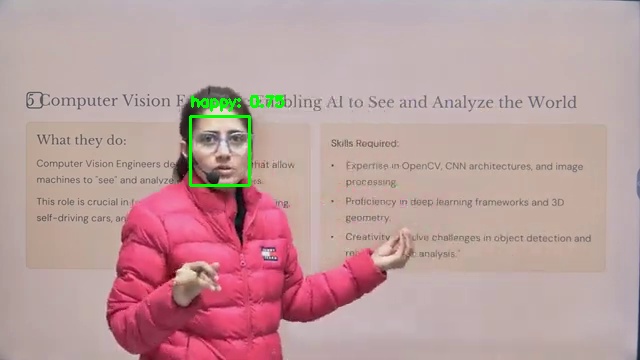 happy: 0.75
5 Computer Vision E bling AI to See and Analyze the World
What they do:
Computer Vision Engineers de that allow
machines to "see" and analyze
This role is crucial in
self-driving cars, an
Skills Required:
• Expertise in OpenCV, CNN architectures, and image
processing.
• Proficiency in deep learning frameworks and 3D
geometry.
• Creativity lve challenges in object detection and
analysis."
TOMMY